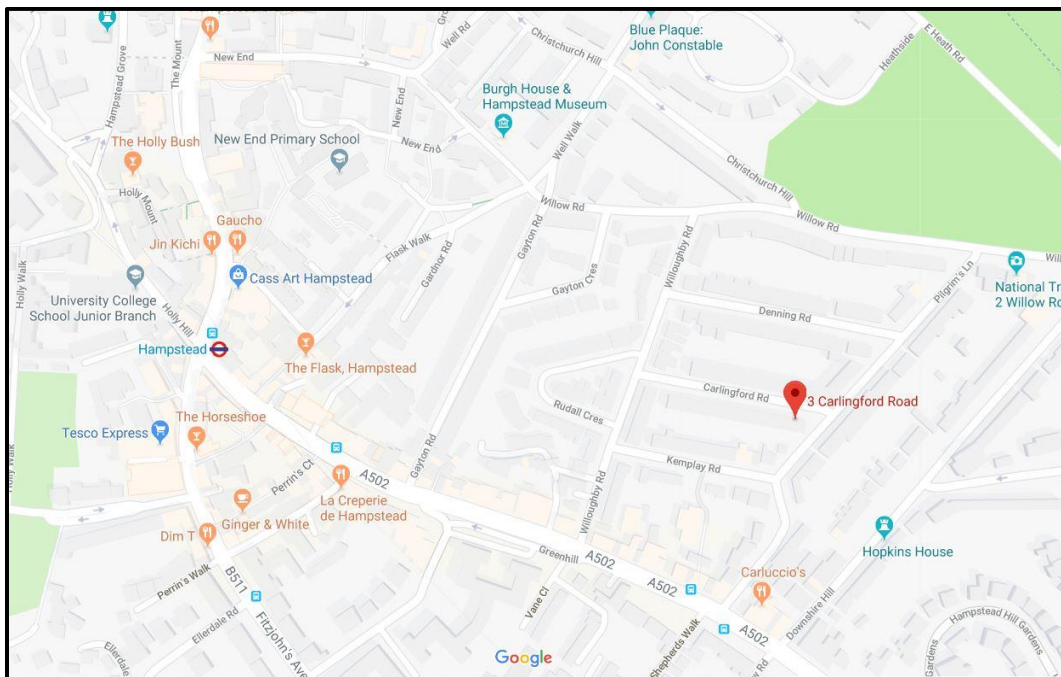 Blue Plaque:
John Constable
Hampstead Grove
The Mount
New End
Well Rd
Christchurch Hill
Heathside
E Heath Rd
Burgh House &
Hampstead Museum
New End
New End Primary School
New End
Well Walk
The Holly Bush
Christchurch Hill
Holly Mount
Willow Rd
Willow Rd
Gaucho
Jin Kichi
Flask Walk
Gardnor Rd
Gayton Rd
Willoughby Rd
Pilgrim's Ln
Holly Walk
Cass Art Hampstead
Gayton Cres
National Tr
2 Willow Ro
University College
School Junior Branch
Holly Hill
Denning Rd
Hampstead
The Flask, Hampstead
Carlingford Rd
3 Carlingford Road
The Horseshoe
Rudall Cres
Tesco Express
Gayton Rd
Holly Walk
Kemplay Rd
Perrin's Ct
A502
La Creperie
de Hampstead
Ginger & White
Willoughby Rd
Dim T
Hopkins House
Greenhill
A502
Perrin's Walk
B511
A502
Carluccio's
Vane Cl
Downshire Hill
Ellerdale Rd
Fitzjohn's Ave
Shepherds Walk
A502
Hampstead Hill Gardens
Ellerdale
Gardens
Google